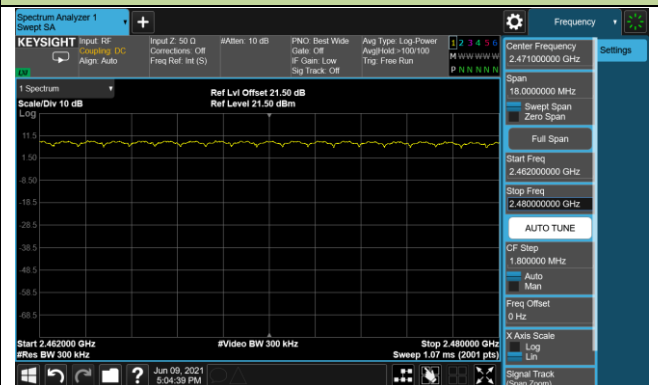 Spectrum Analyzer 1
Swept SA
Frequency
KEYSIGHT
Input: RF
Coupling: DC
Align: Auto
Input Z: 50 Ω
Corrections: Off
Freq Ref: Int (S)
#Atten: 10 dB
PNO: Best Wide
Gate: Off
IF Gain: Low
Sig Track: Off
Avg Type: Log-Power
Avg|Hold:>100/100
Trig: Free Run
1 2 3 4 5 6
M W W W W W
P N N N N N
LW
1 Spectrum
Scale/Div 10 dB
Log
Ref Lvl Offset 21.50 dB
Ref Level 21.50 dBm
11.5
1.50
-8.50
-18.5
-28.5
-38.5
-48.5
-58.5
-68.5
Start 2.462000 GHz
#Res BW 300 kHz
#Video BW 300 kHz
Stop 2.480000 GHz
Sweep 1.07 ms (2001 pts)
Jun 09, 2021
5:04:39 PM
Center Frequency
2.471000000 GHz
Span
18.0000000 MHz
Swept Span
Zero Span
Full Span
Start Freq
2.462000000 GHz
Stop Freq
2.480000000 GHz
AUTO TUNE
CF Step
1.800000 MHz
Auto
Man
Freq Offset
0 Hz
X Axis Scale
Log
Lin
Signal Track
(Span Zoom)
Settings